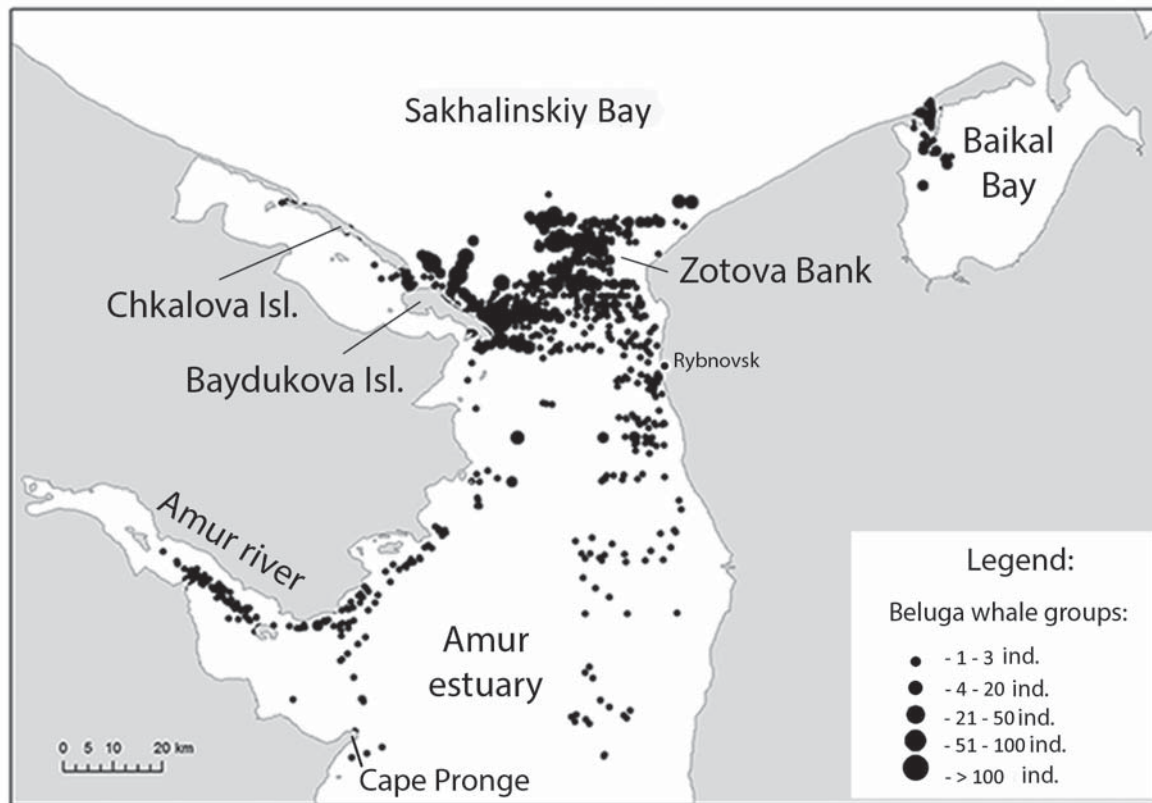 Sakhalinskiy Bay
Baikal
Bay
Chkalova Isl.
Zotova Bank
Baydukova Isl.
Rybnovsk
Amur river
Amur
estuary
Cape Pronge
0 5 10 20 km
Legend:
Beluga whale groups:
- 1 - 3 ind.
- 4 - 20 ind.
- 21 - 50 ind.
- 51 - 100 ind.
- > 100 ind.